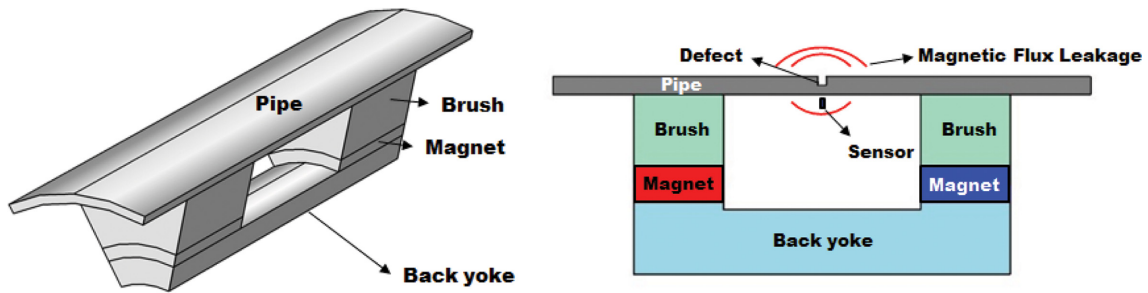 Pipe
Brush
Magnet
Back yoke
Defect
Magnetic Flux Leakage
Pipe
Brush
Sensor
Brush
Magnet
Magnet
Back yoke